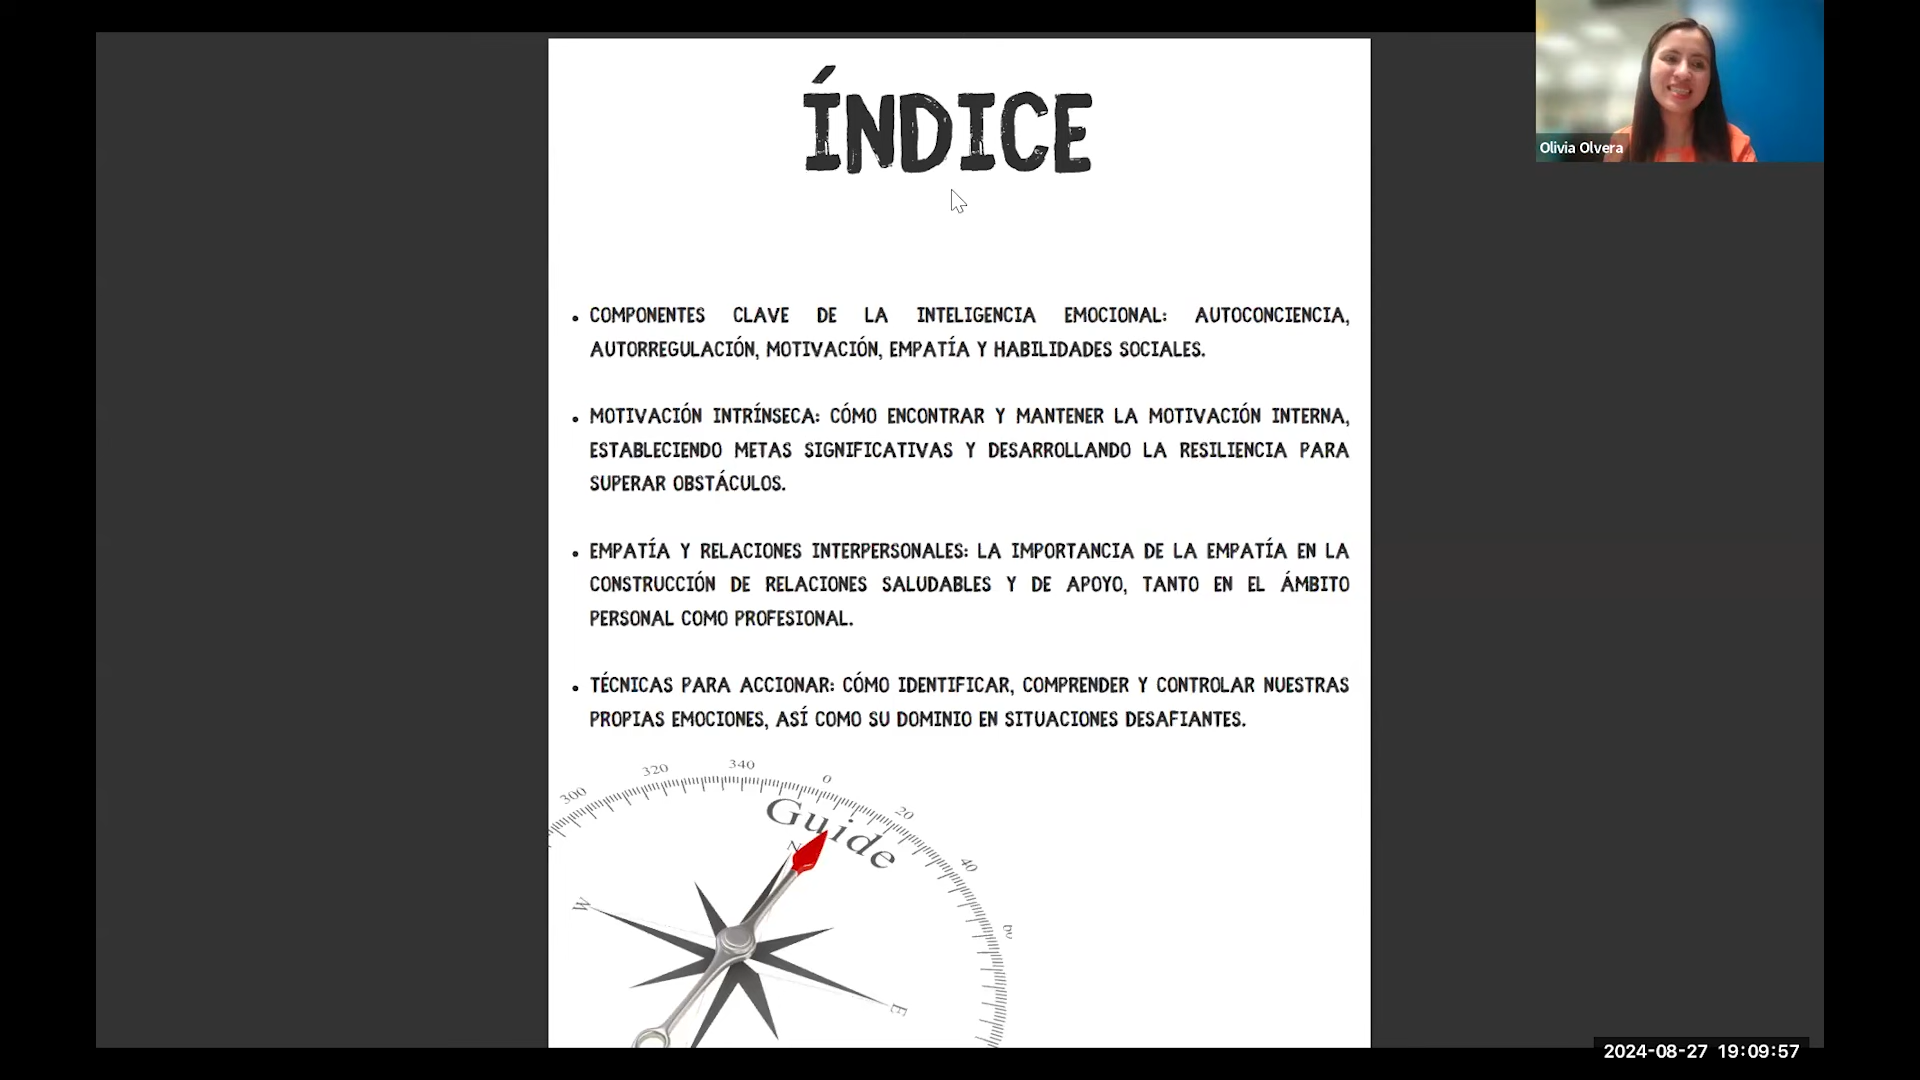 ÍNDICE
Olivia Olvera
• COMPONENTES CLAVE DE LA INTELIGENCIA EMOCIONAL: AUTOCONCIENCIA,
AUTORREGULACIÓN, MOTIVACIÓN, EMPATÍA Y HABILIDADES SOCIALES.
• MOTIVACIÓN INTRÍNSECA: CÓMO ENCONTRAR Y MANTENER LA MOTIVACIÓN INTERNA,
ESTABLECIENDO METAS SIGNIFICATIVAS Y DESARROLLANDO LA RESILIENCIA PARA
SUPERAR OBSTÁCULOS.
• EMPATÍA Y RELACIONES INTERPERSONALES: LA IMPORTANCIA DE LA EMPATÍA EN LA
CONSTRUCCIÓN DE RELACIONES SALUDABLES Y DE APOYO, TANTO EN EL ÁMBITO
PERSONAL COMO PROFESIONAL.
• TÉCNICAS PARA ACCIONAR: CÓMO IDENTIFICAR, COMPRENDER Y CONTROLAR NUESTRAS
PROPIAS EMOCIONES, ASÍ COMO SU DOMINIO EN SITUACIONES DESAFIANTES.
300 320 340 0 20 40 60
Guide
N
W
E
2024-08-27 19:09:57